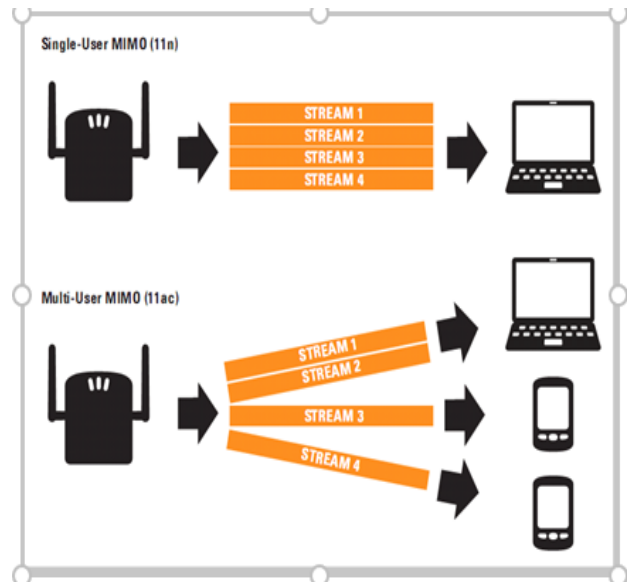 Single-User MIMO (11n)
STREAM 1
STREAM 2
STREAM 3
STREAM 4
Multi-User MIMO (11ac)
STREAM 1
STREAM 2
STREAM 3
STREAM 4